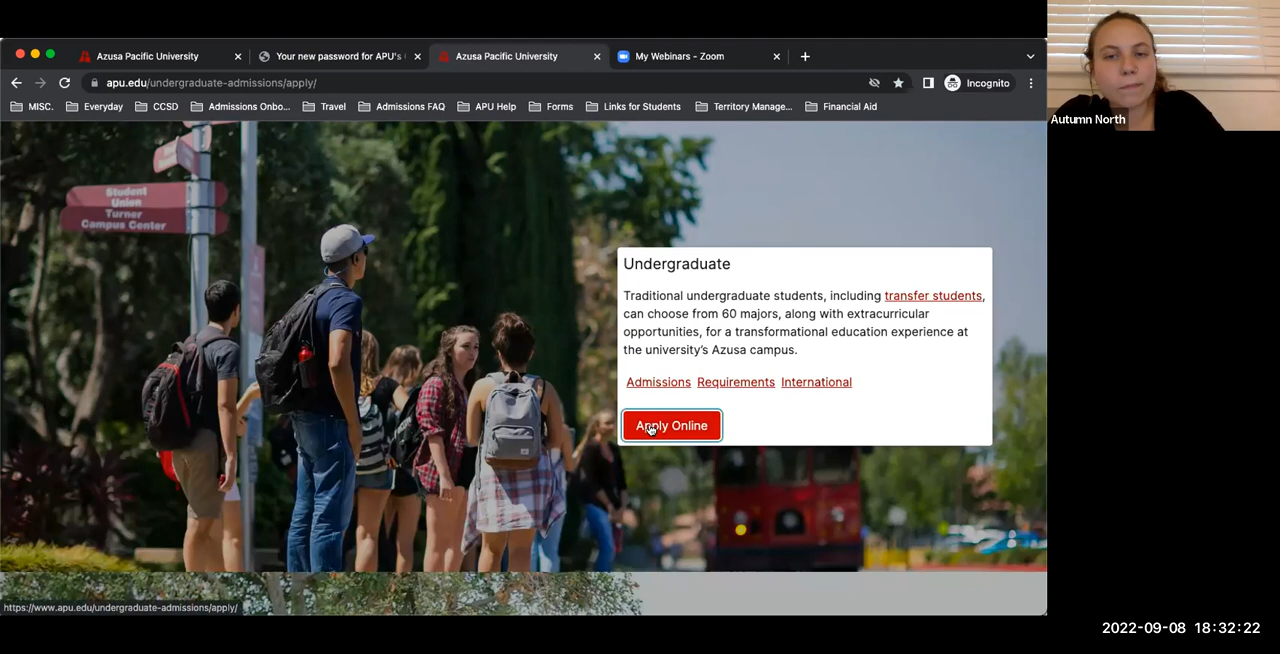 Azusa Pacific University
Your new password for APU's
Azusa Pacific University
My Webinars - Zoom
apu.edu/undergraduate-admissions/apply/
Incognito
MISC.
Everyday
CCSD
Admissions Onbo...
Travel
Admissions FAQ
APU Help
Forms
Links for Students
Territory Manage...
Financial Aid
Autumn North
Student
Union
Turner
Campus Center
Undergraduate
Traditional undergraduate students, including transfer students,
can choose from 60 majors, along with extracurricular
opportunities, for a transformational education experience at
the university's Azusa campus.
Admissions Requirements International
Apply Online
https://www.apu.edu/undergraduate-admissions/apply/
2022-09-08 18:32:22